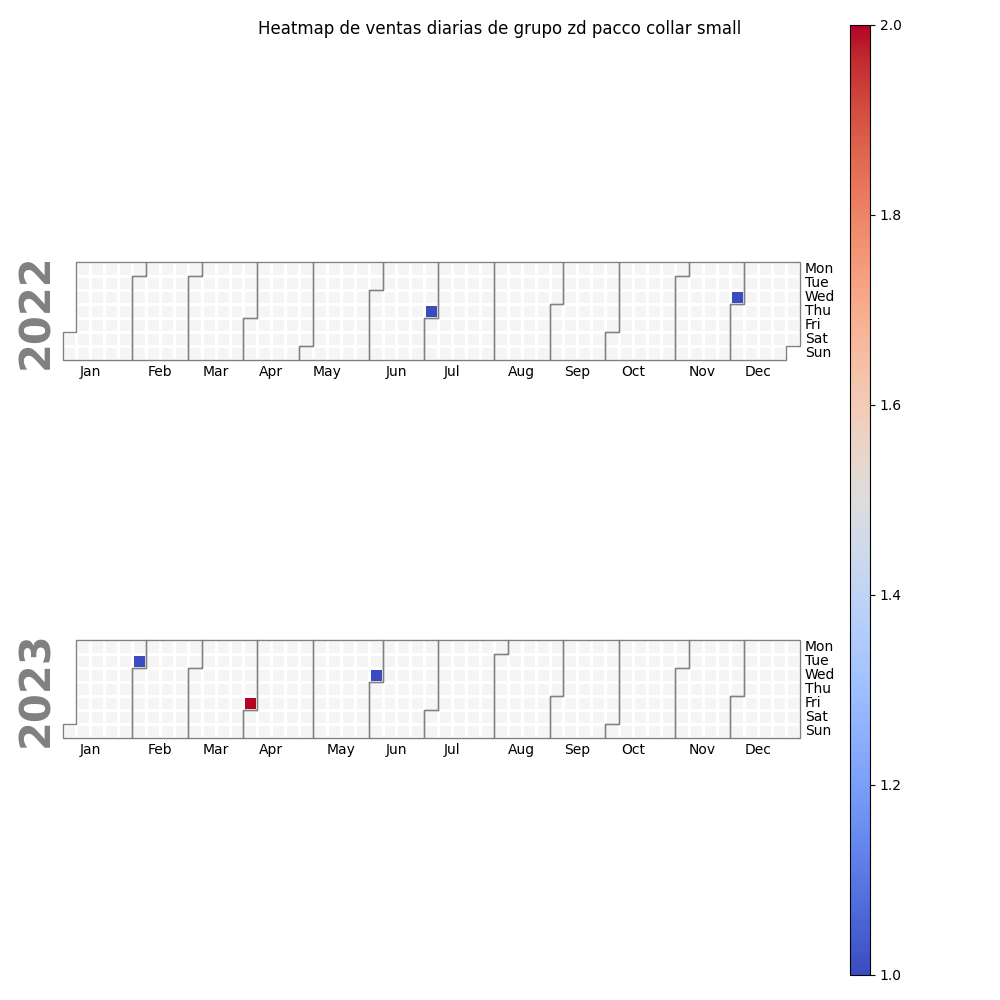 Heatmap de ventas diarias de grupo zd pacco collar small
2022
Mon
Tue
Wed
Thu
Fri
Sat
Sun
Jan Feb Mar Apr May Jun Jul Aug Sep Oct Nov Dec
2023
Mon
Tue
Wed
Thu
Fri
Sat
Sun
Jan Feb Mar Apr May Jun Jul Aug Sep Oct Nov Dec
2.0
1.8
1.6
1.4
1.2
1.0